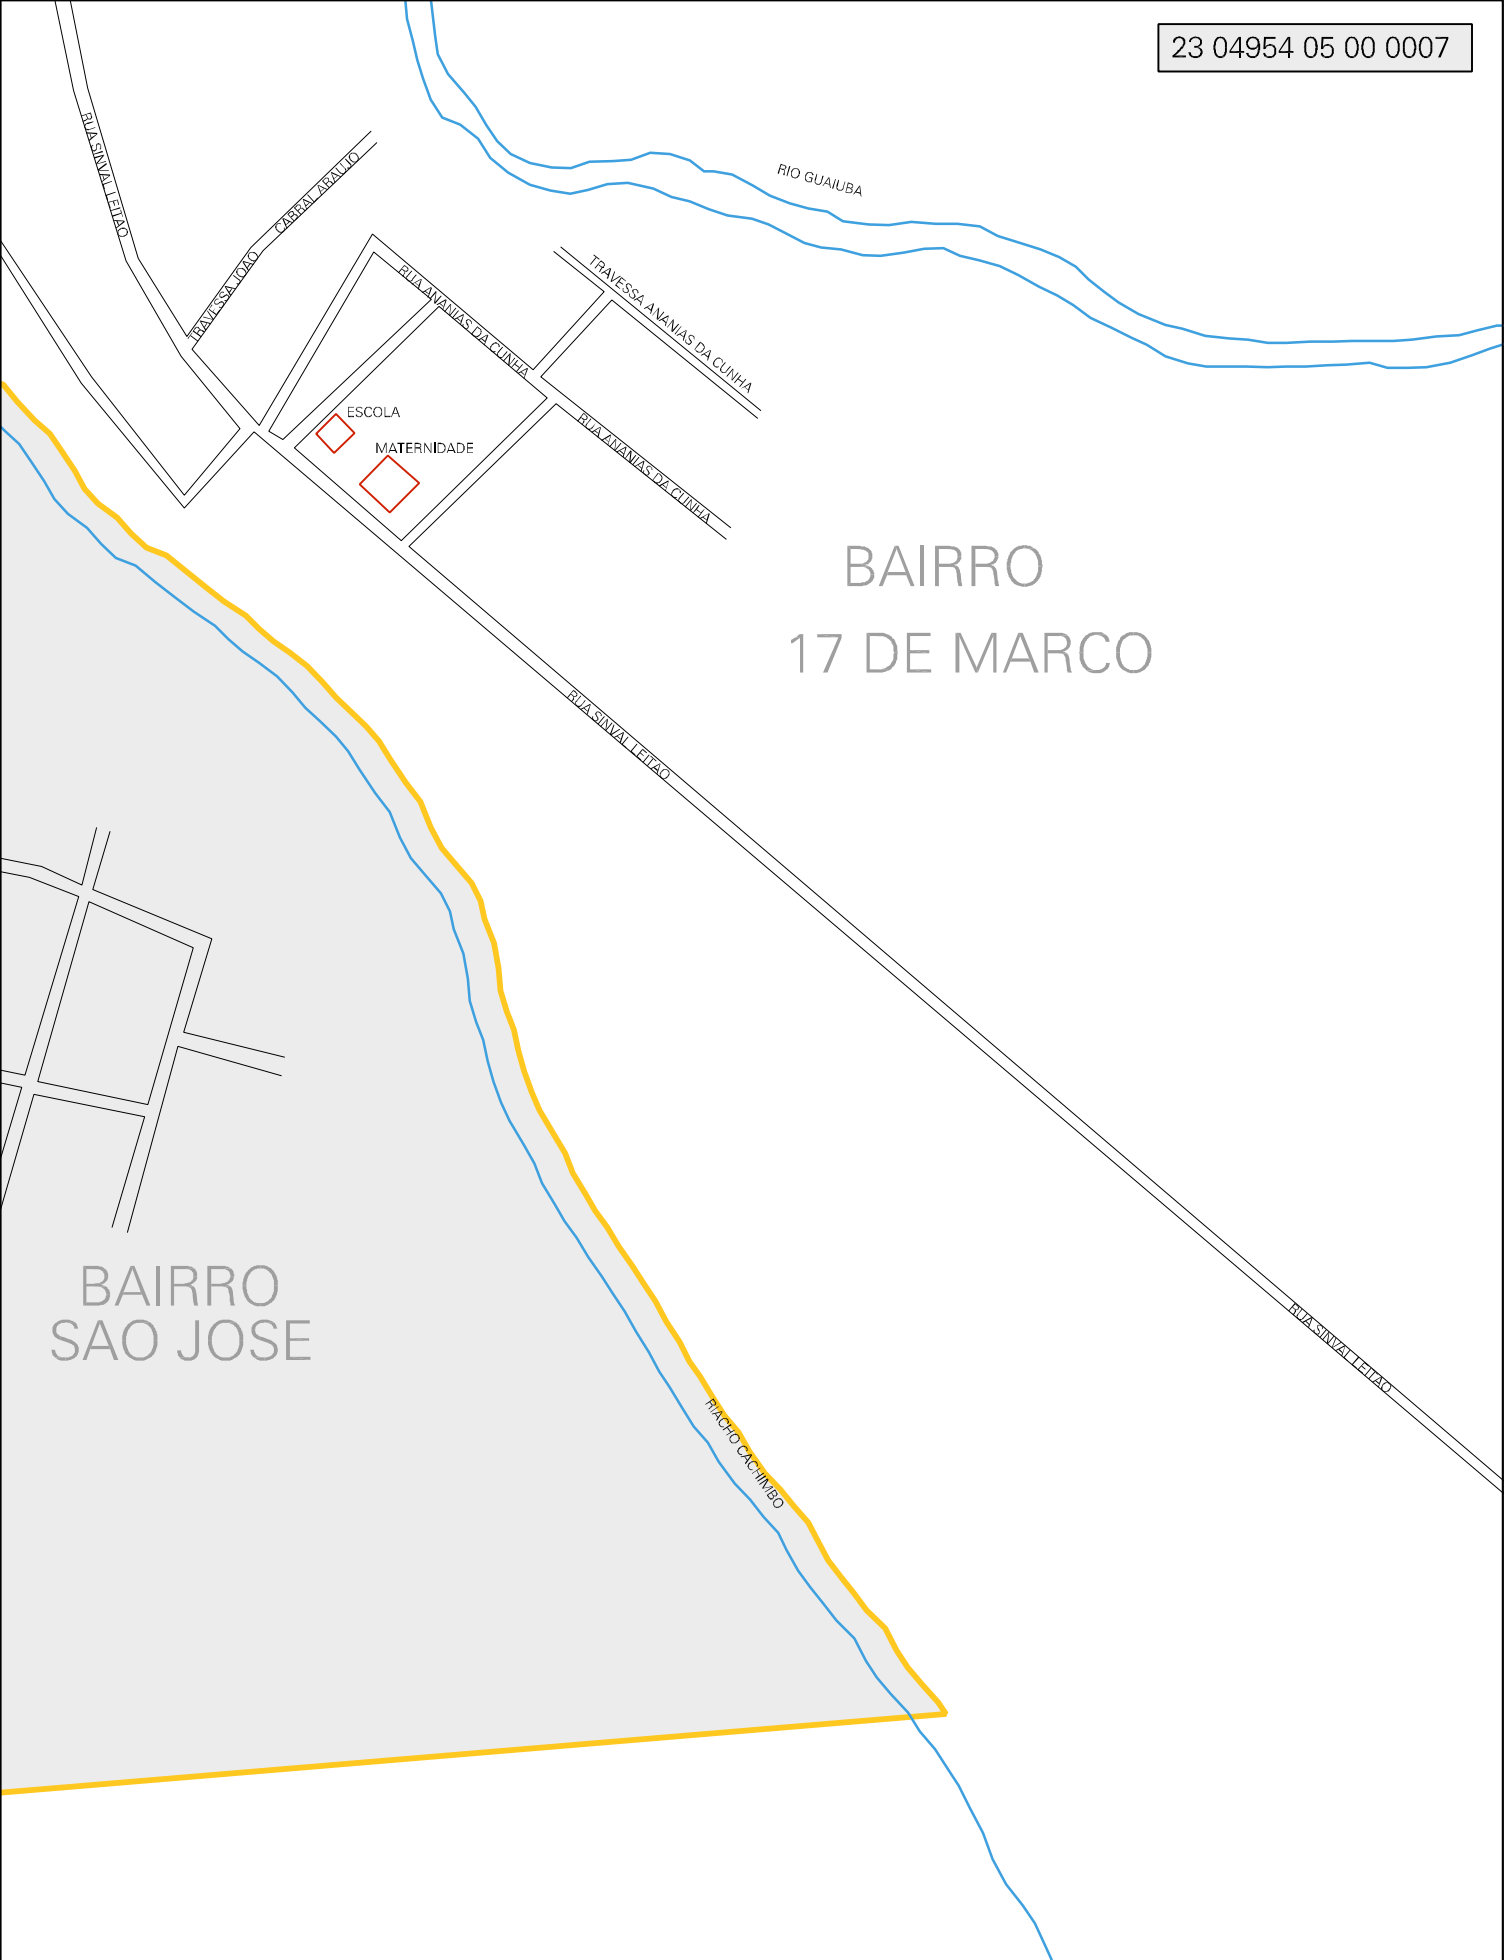 23 04954 05 00 0007
RUA SINVAL LEITAO
CABRAL ARAUJO
TRAVESSA JOAO
RIO GUAIUBA
RUA ANANIAS DA CUNHA
TRAVESSA ANANIAS DA CUNHA
ESCOLA
MATERNIDADE
RUA ANANIAS DA CUNHA
BAIRRO
17 DE MARCO
RUA SINVAL LEITAO
BAIRRO
SAO JOSE
RUA SINVAL LEITAO
RIACHO CACHIMBO